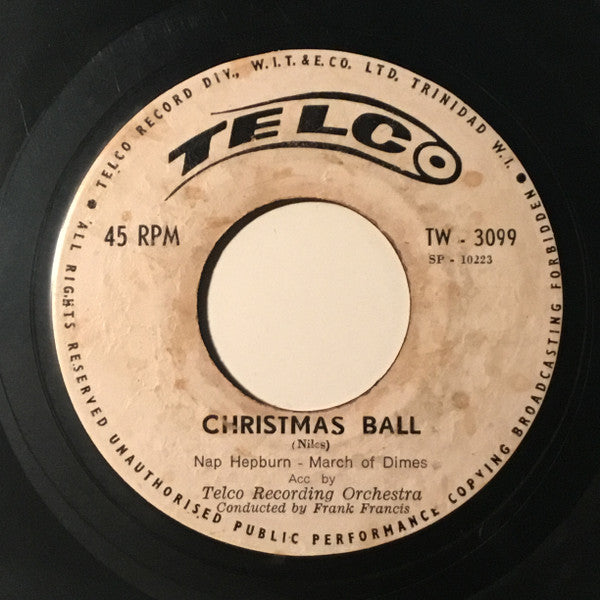 • TELCO RECORD DIV., W.I.T. & E. CO. LTD. TRINIDAD W.I. •
TELCO
45 RPM
TW - 3099
SP - 10223
CHRISTMAS BALL
(Niles)
Nap Hepburn - March of Dimes
Acc by
Telco Recording Orchestra
Conducted by Frank Francis
ALL RIGHTS RESERVED UNAUTHORISED PUBLIC PERFORMANCE COPYING BROADCASTING FORBIDDEN